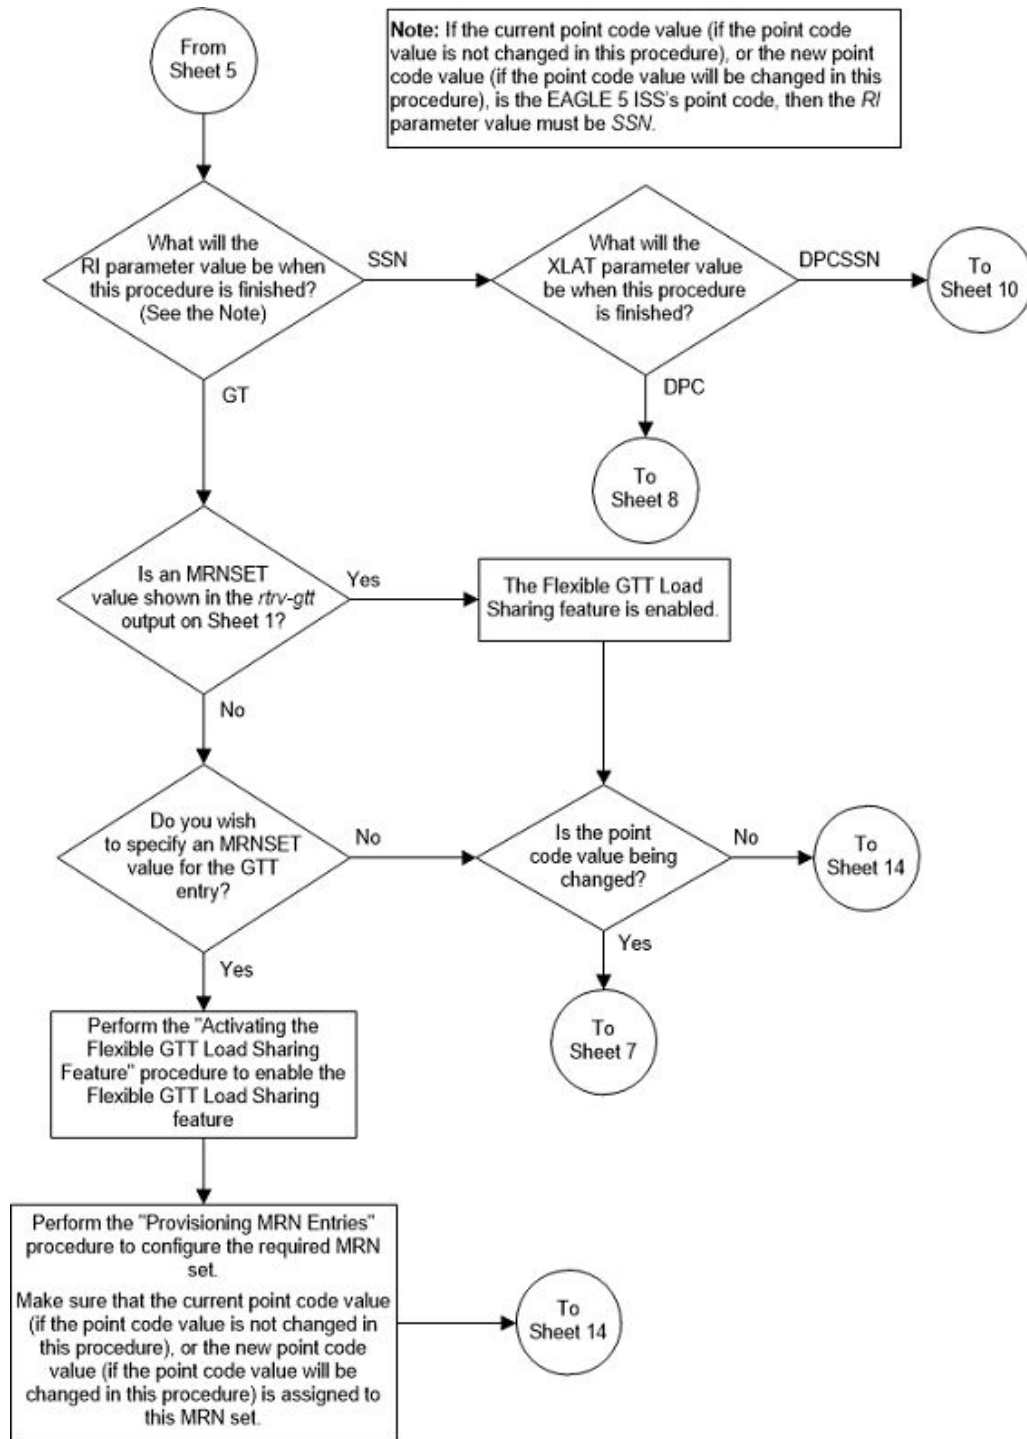 From
Sheet 5
Note: If the current point code value (if the point code
value is not changed in this procedure), or the new point
code value (if the point code value will be changed in this
procedure), is the EAGLE 5 ISS's point code, then the RI
parameter value must be SSN.
What will the
RI parameter value be when
this procedure is finished?
(See the Note)
SSN
What will the
XLAT parameter value
be when this procedure
is finished?
DPCSSN
To
Sheet 10
GT
DPC
To
Sheet 8
Is an MRNSET
value shown in the rtrv-gtt
output on Sheet 1?
Yes
The Flexible GTT Load
Sharing feature is enabled.
No
Do you wish
to specify an MRNSET
value for the GTT
entry?
No
Is the point
code value being
changed?
No
To
Sheet 14
Yes
Yes
To
Sheet 7
Perform the "Activating the
Flexible GTT Load Sharing
Feature" procedure to enable the
Flexible GTT Load Sharing
feature
Perform the "Provisioning MRN Entries"
procedure to configure the required MRN
set.
Make sure that the current point code value
(if the point code value is not changed in
this procedure), or the new point code
value (if the point code value will be
changed in this procedure) is assigned to
this MRN set.
To
Sheet 14